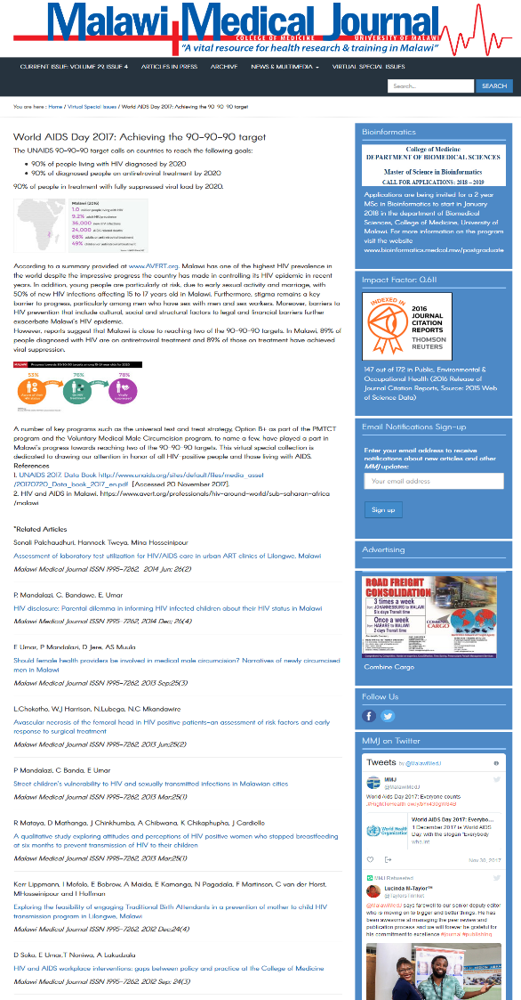 Malawi Medical Journal
COLLEGE OF MEDICINE
UNIVERSITY OF MALAWI
"A vital resource for health research & training in Malawi"
CURRENT ISSUE: VOLUME 29, ISSUE 4
ARTICLES IN PRESS
ARCHIVE
NEWS & MULTIMEDIA
VIRTUAL SPECIAL ISSUES
Search...
SEARCH
You are here : Home / Virtual Special Issues / World AIDS Day 2017: Achieving the 90-90-90 target
World AIDS Day 2017: Achieving the 90-90-90 target
The UNAIDS 90-90-90 target calls on countries to reach the following goals:
90% of people living with HIV diagnosed by 2020
90% of diagnosed people on antiretroviral treatment by 2020
90% of people in treatment with fully suppressed viral load by 2020.
Malawi (2016)
1.0 million people living with HIV
9.2% adult HIV prevalence
36,000 new HIV infections
24,000 AIDS-related deaths
66% adults on antiretroviral treatment
49% children on antiretroviral treatment
According to a summary provided at www.AVERT.org. Malawi has one of the highest HIV prevalence in
the world despite the impressive progress the country has made in controlling its HIV epidemic in recent
years. In addition, young people are particularly at risk, due to early sexual activity and marriage, with
50% of new HIV infections affecting 15 to 17 years old in Malawi. Furthermore, stigma remains a key
barrier to progress, particularly among men who have sex with men and sex workers. Moreover, barriers to
HIV prevention that include cultural, social and structural factors to legal and financial barriers further
exacerbate Malawi's HIV epidemic.
However, reports suggest that Malawi is close to reaching two of the 90-90-90 targets. In Malawi, 89% of
people diagnosed with HIV are on antiretroviral treatment and 89% of those on treatment have achieved
viral suppression.
MALAWI
53%
76%
78%
A number of key programs such as the universal test and treat strategy, Option B+ as part of the PMTCT
program and the Voluntary Medical Male Circumcision program, to name a few, have played a part in
Malawi's progress towards reaching two of the 90-90-90 targets. This virtual special collection is
dedicated to drawing our attention in honor of all HIV-positive people and those living with AIDS.
References
1. UNAIDS 2017. Data Book http://www.unaids.org/sites/default/files/media_asset
/20170720_Data_book_2017_en.pdf [Accessed 20 November 2017].
2. HIV and AIDS in Malawi. https://www.avert.org/professionals/hiv-around-world/sub-saharan-africa
/malawi
*Related Articles
Sonali Palchaudhuri, Hannock Tweya, Mina Hosseinipour
Assessment of laboratory test utilization for HIV/AIDS care in urban ART clinics of Lilongwe, Malawi
Malawi Medical Journal ISSN 1995-7262, 2014 Jun; 26(2)
P. Mandalazi, C. Bandawe, E. Umar
HIV disclosure: Parental dilemma in informing HIV infected children about their HIV status in Malawi
Malawi Medical Journal ISSN 1995-7262, 2014 Dec; 26(4)
E Umar, P Mandalazi, D Jere, AS Muula
Should female health providers be involved in medical male circumcision? Narratives of newly circumcised
men in Malawi
Malawi Medical Journal ISSN 1995-7262, 2013 Sep;25(3)
L.Chokotho, W.J Harrison, N.Lubega, N.C Mkandawire
Avascular necrosis of the femoral head in HIV positive patients-an assessment of risk factors and early
response to surgical treatment
Malawi Medical Journal ISSN 1995-7262, 2013 Jun;25(2)
P Mandalazi, C Banda, E Umar
Street children's vulnerability to HIV and sexually transmitted infections in Malawian cities
Malawi Medical Journal ISSN 1995-7262, 2013 Mar;25(1)
R Mataya, D Mathanga, J Chinkhumba, A Chibwana, K Chikaphupha, J Cardiello
A qualitative study exploring attitudes and perceptions of HIV positive women who stopped breastfeeding
at six months to prevent transmission of HIV to their children
Malawi Medical Journal ISSN 1995-7262, 2013 Mar;25(1)
Kerr Lippmann, I Mofolo, E Bobrow, A Maida, E Kamanga, N Pagadala, F Martinson, C van der Horst,
MHosseinipour and I Hoffman
Exploring the feasibility of engaging Traditional Birth Attendants in a prevention of mother to child HIV
transmission program in Lilongwe, Malawi
Malawi Medical Journal ISSN 1995-7262, 2012 Dec;24(4)
D Soko, E Umar,T Noniwa, A Lakudzala
HIV and AIDS workplace interventions; gaps between policy and practice at the College of Medicine
Malawi Medical Journal ISSN 1995-7262, 2012 Sep; 24(3)
Bioinformatics
College of Medicine
DEPARTMENT OF BIOMEDICAL SCIENCES
Master of Science in Bioinformatics
CALL FOR APPLICATIONS: 2018 – 2019
Applications are being invited for a 2 year
MSc in Bioinformatics to start in January
2018 in the department of Biomedical
Sciences, College of Medicine, University of
Malawi. For more information on the program
visit the website
www.bioinformatics.medcol.mw/postgraduate
Impact Factor: 0.611
INDEXED IN
2016
JOURNAL
CITATION
REPORTS
THOMSON
REUTERS
147 out of 172 in Public, Environmental &
Occupational Health (2016 Release of
Journal Citation Reports, Source: 2015 Web
of Science Data)
Email Notifications Sign-up
Enter your email address to receive
notifications about new articles and other
MMJ updates:
Your email address
Sign up
Advertising
ROAD FREIGHT
CONSOLIDATION
3 times a week
from JOHANNESBURG to MALAWI
Six days Transit time
Once a week
from HARARE to MALAWI
2 days Transit time
COMBINE
CARGO
Combine Cargo
Follow Us
MMJ on Twitter
Tweets by @MalawiMedJ
MMJ
@MalawiMedJ
World Aids Day 2017: Everyone counts
World Health
Organization
World AIDS Day 2017: Everybo...
1 December 2017 is World AIDS
Day, with the slogan "Everybody
Nov 30, 2017
MMJ Retweeted
Lucinda M-Taylor™
@MalawiMedJ says farewell to our senior deputy editor
who is moving on to bigger and better things. He has
been awesome at managing the peer review and
publication process and we will forever be grateful for
his commitment to excellence #journal #publishing